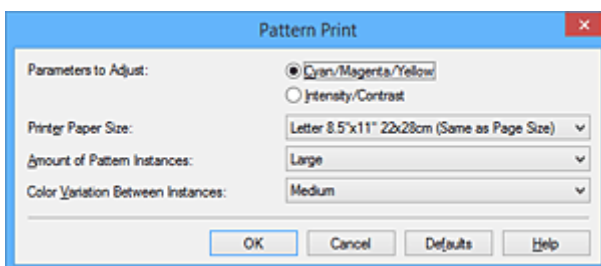 Pattern Print
Parameters to Adjust: Cyan/Magenta/Yellow
Intensity/Contrast
Printer Paper Size: Letter 8.5"x11" 22x28cm (Same as Page Size)
Amount of Pattern Instances: Large
Color Variation Between Instances: Medium
OK Cancel Defaults Help